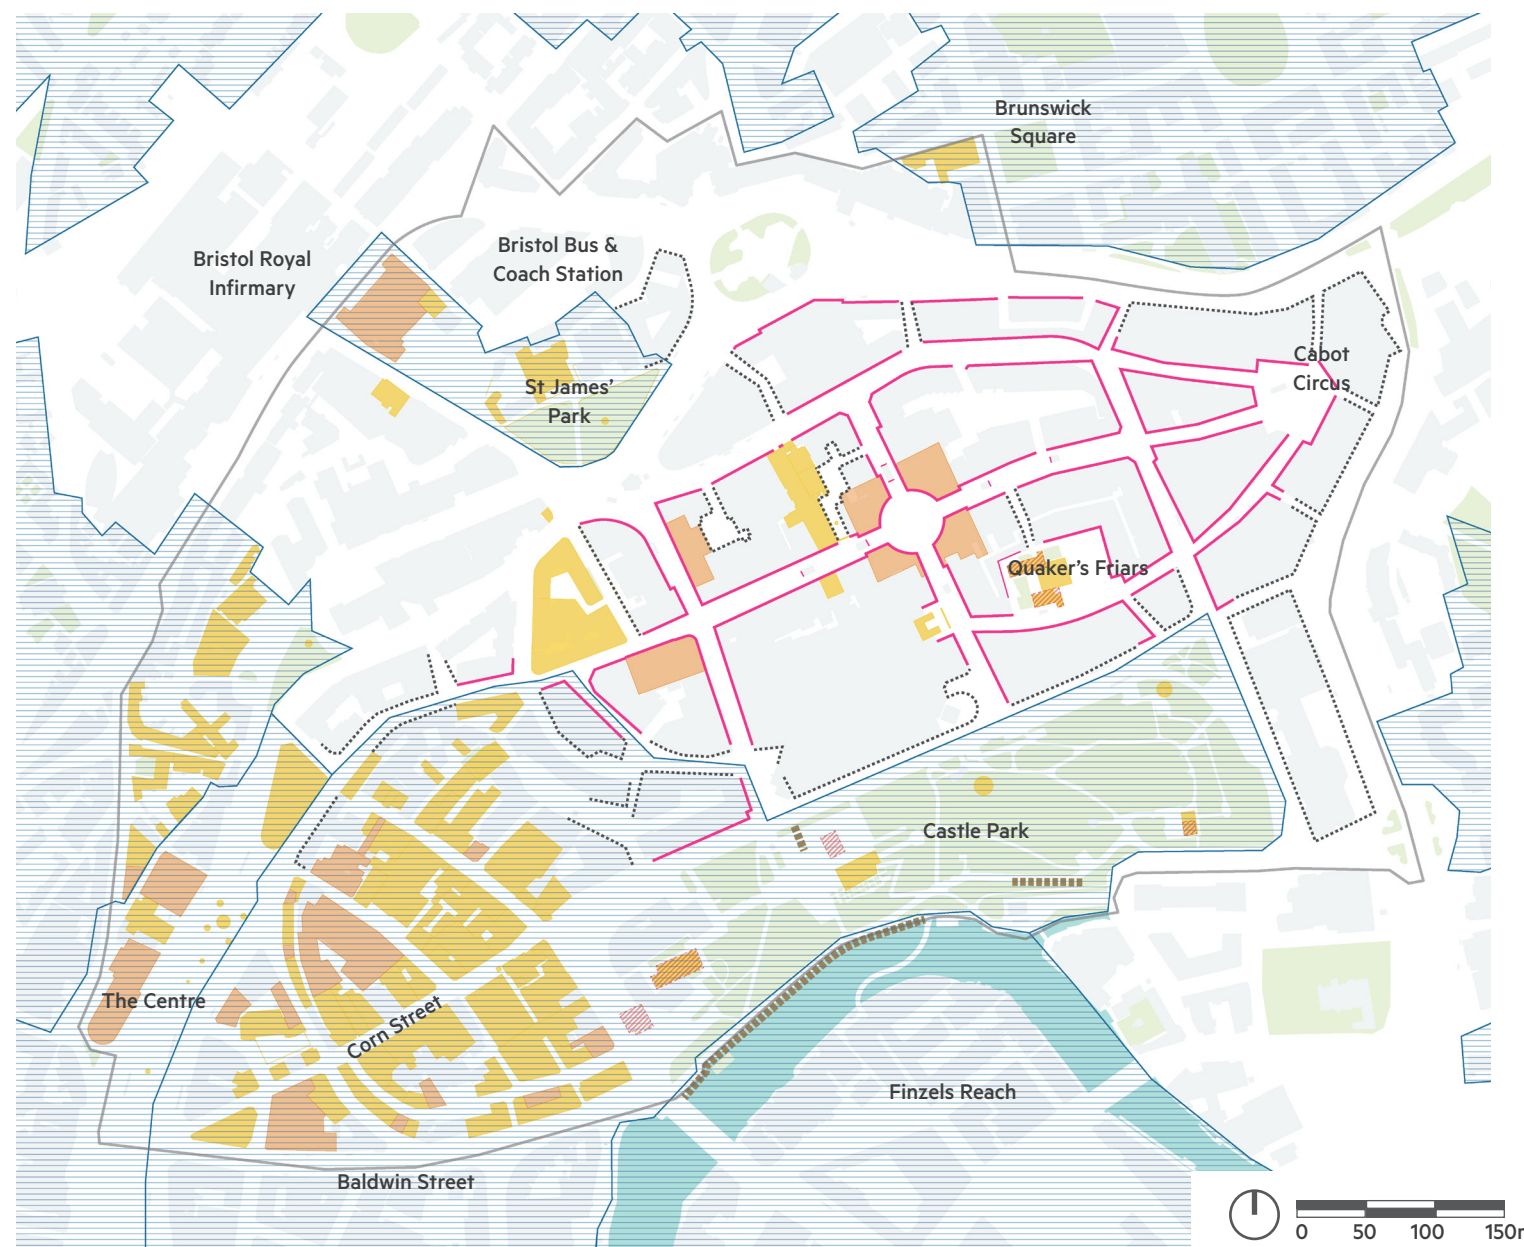 Brunswick
Square
Bristol Royal
Infirmary
Bristol Bus &
Coach Station
St James'
Park
Cabot
Circus
Quaker's Friars
Castle Park
The Centre
Corn Street
Finzels Reach
Baldwin Street
0 50 100 150m